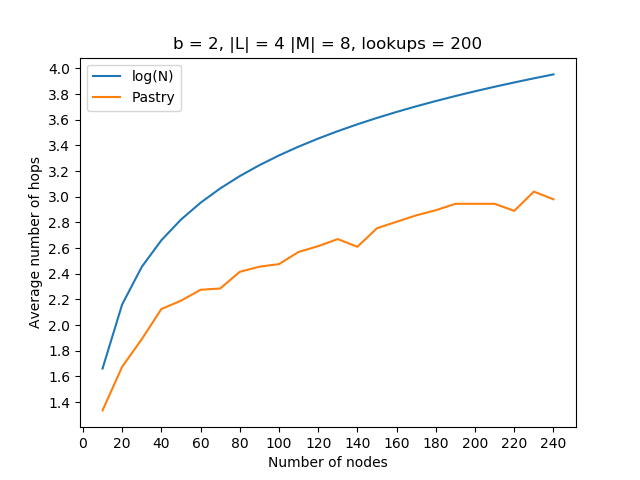 b = 2, |L| = 4 |M| = 8, lookups = 200
log(N)
Pastry
Average number of hops
4.0
3.8
3.6
3.4
3.2
3.0
2.8
2.6
2.4
2.2
2.0
1.8
1.6
1.4
0 20 40 60 80 100 120 140 160 180 200 220 240
Number of nodes